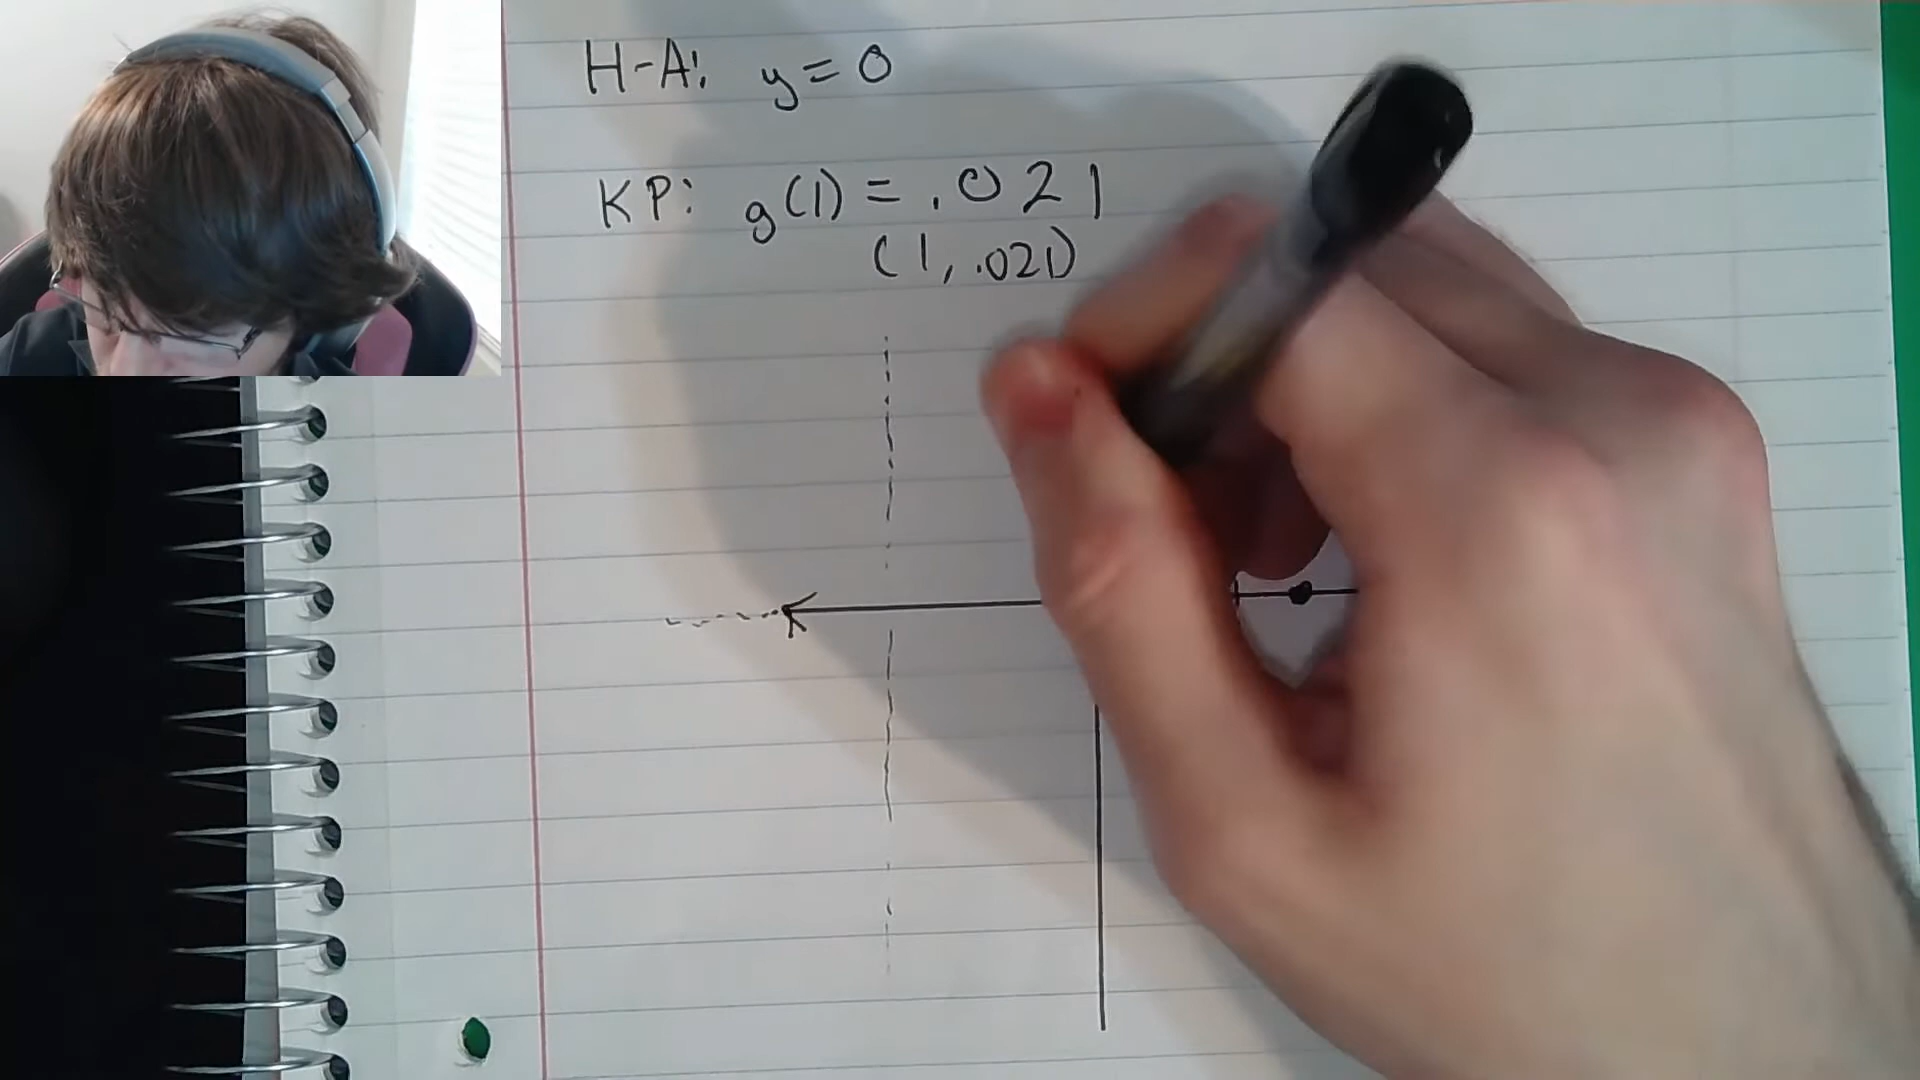 H-A: y = 0
KP: g(1) = .021
(1, .021)